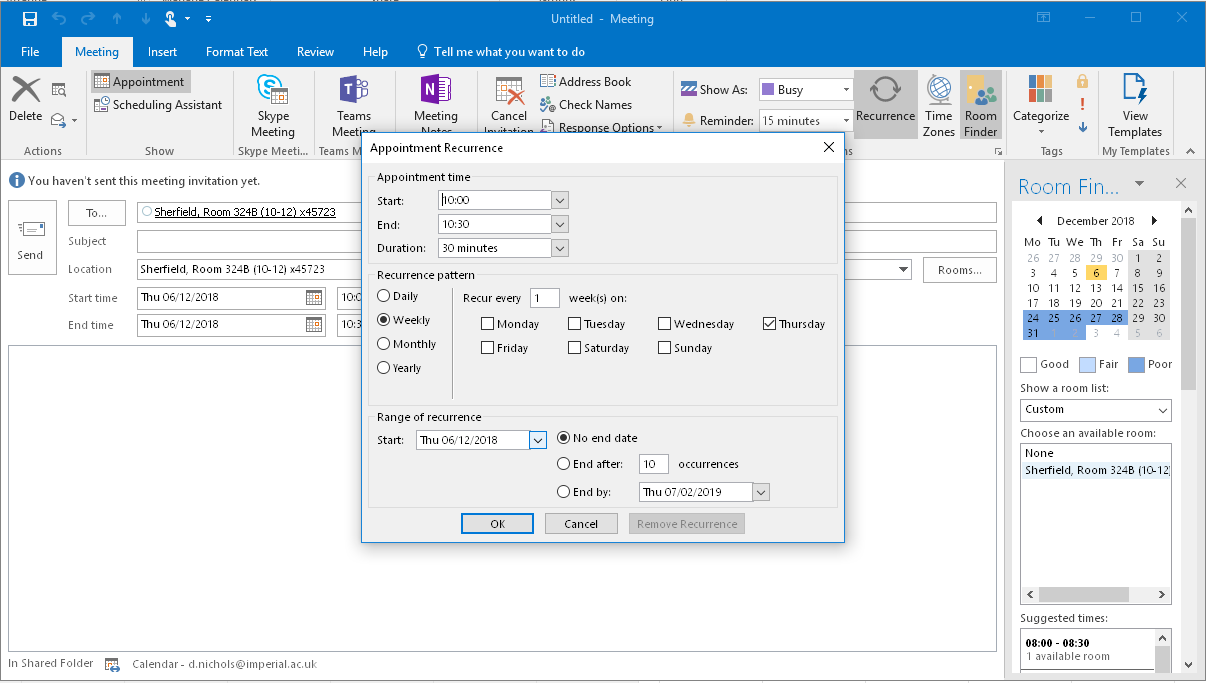 Untitled - Meeting
File Meeting Insert Format Text Review Help Tell me what you want to do
Delete
Actions
Appointment
Scheduling Assistant
Show
Skype
Meeting
Skype Meeti...
Teams
Meeting
Teams M
Meeting
Notes
Cancel
Invitation
Address Book
Check Names
Response Options
Show As: Busy
Reminder: 15 minutes
Recurrence
Time
Zones
Room
Finder
Categorize
Tags
View
Templates
My Templates
You haven't sent this meeting invitation yet.
Send
To... Sherfield, Room 324B (10-12) x45723
Subject
Location Sherfield, Room 324B (10-12) x45723 Rooms...
Start time Thu 06/12/2018 10:0
End time Thu 06/12/2018 10:3
Appointment Recurrence
Appointment time
Start: 10:00
End: 10:30
Duration: 30 minutes
Recurrence pattern
Daily
Weekly
Monthly
Yearly
Recur every 1 week(s) on:
Monday Tuesday Wednesday Thursday
Friday Saturday Sunday
Range of recurrence
Start: Thu 06/12/2018
No end date
End after: 10 occurrences
End by: Thu 07/02/2019
OK Cancel Remove Recurrence
Room Fin...
December 2018
Mo Tu We Th Fr Sa Su
26 27 28 29 30 1 2
3 4 5 6 7 8 9
10 11 12 13 14 15 16
17 18 19 20 21 22 23
24 25 26 27 28 29 30
31 1 2 3 4 5 6
Good Fair Poor
Show a room list:
Custom
Choose an available room:
None
Sherfield, Room 324B (10-12)
Suggested times:
08:00 - 08:30
1 available room
In Shared Folder Calendar - d.nichols@imperial.ac.uk